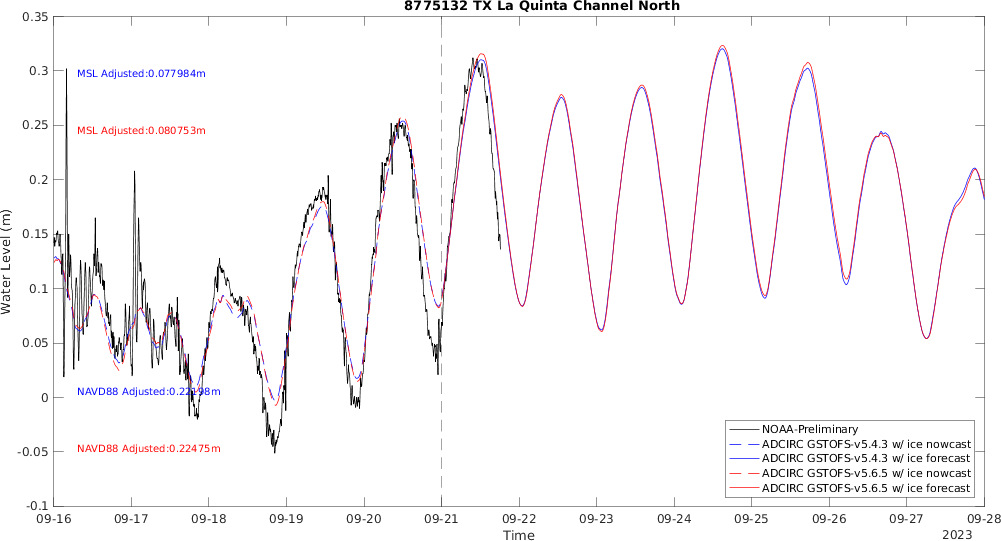 8775132 TX La Quinta Channel North
0.35
0.3
0.25
0.2
0.15
0.1
0.05
0
-0.05
-0.1
Water Level (m)
MSL Adjusted:0.077984m
MSL Adjusted:0.080753m
NAVD88 Adjusted:0.22198m
NAVD88 Adjusted:0.22475m
NOAA-Preliminary
ADCIRC GSTOFS-v5.4.3 w/ ice nowcast
ADCIRC GSTOFS-v5.4.3 w/ ice forecast
ADCIRC GSTOFS-v5.6.5 w/ ice nowcast
ADCIRC GSTOFS-v5.6.5 w/ ice forecast
09-16 09-17 09-18 09-19 09-20 09-21 09-22 09-23 09-24 09-25 09-26 09-27 09-28
Time
2023